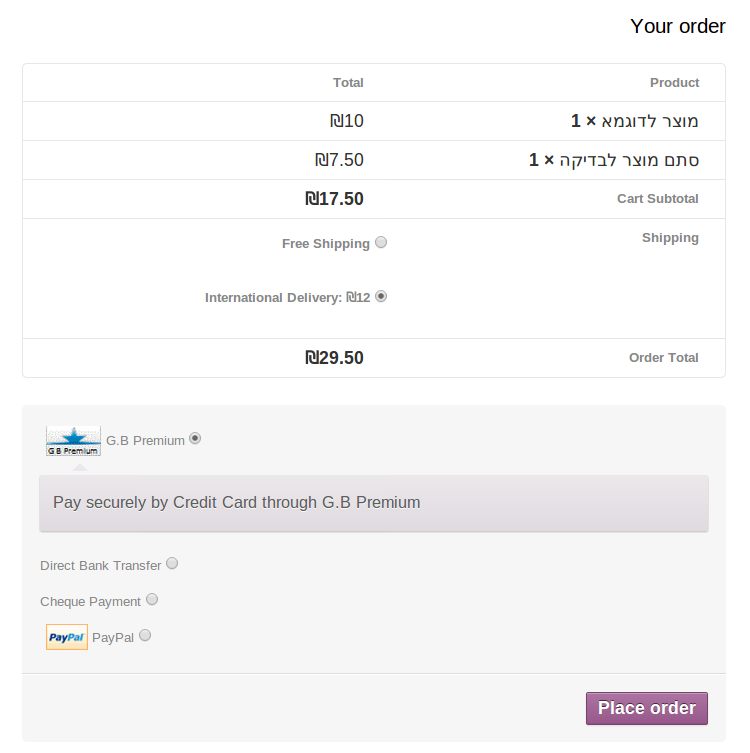 Your order
Product Total
מוצר לדוגמא × 1 ₪10
סתם מוצר לבדיקה × 1 ₪7.50
Cart Subtotal ₪17.50
Shipping Free Shipping
International Delivery: ₪12
Order Total ₪29.50
G.B Premium G.B Premium
Pay securely by Credit Card through G.B Premium
Direct Bank Transfer
Cheque Payment
PayPal PayPal
Place order